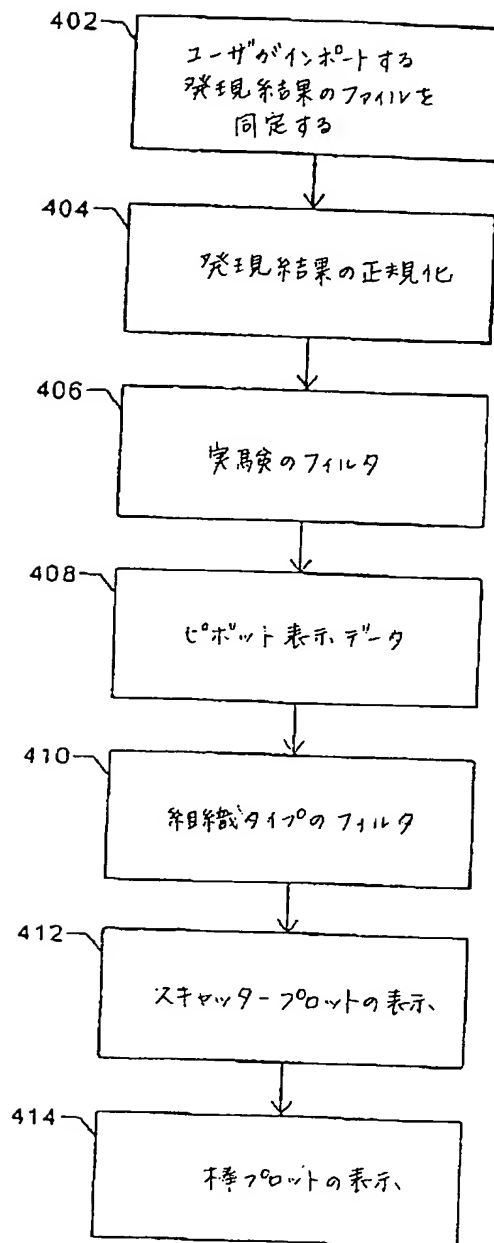 402
ユーザがインポートする
発現結果のファイルを
同定する
404
発現結果の正規化
406
実験のフィルタ
408
ピボット表示データ
410
組織タイプのフィルタ
412
スキャッタープロットの表示
414
棒プロットの表示